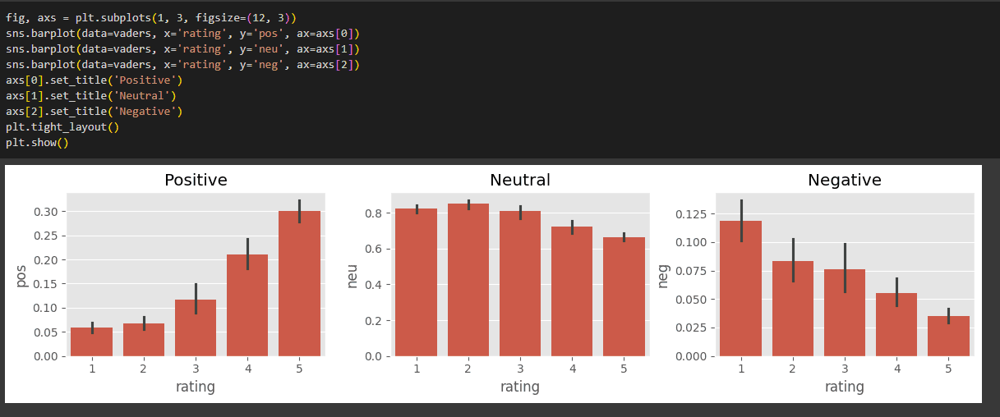 fig, axs = plt.subplots(1, 3, figsize=(12, 3))
sns.barplot(data=vaders, x='rating', y='pos', ax=axs[0])
sns.barplot(data=vaders, x='rating', y='neu', ax=axs[1])
sns.barplot(data=vaders, x='rating', y='neg', ax=axs[2])
axs[0].set_title('Positive')
axs[1].set_title('Neutral')
axs[2].set_title('Negative')
plt.tight_layout()
plt.show()
Positive
0.30
0.25
0.20
0.15
0.10
0.05
0.00
pos
1 2 3 4 5
rating
Neutral
0.8
0.6
0.4
0.2
0.0
neu
1 2 3 4 5
rating
Negative
0.125
0.100
0.075
0.050
0.025
0.000
neg
1 2 3 4 5
rating